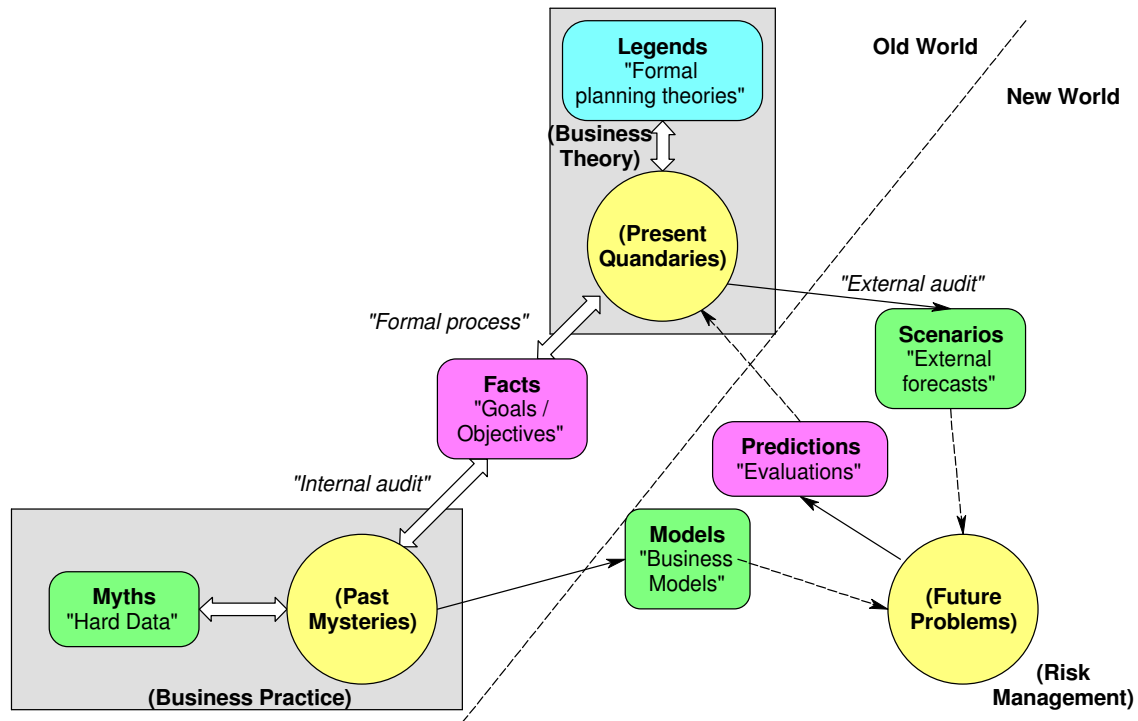 Old World
New World
Legends
"Formal
planning theories"
(Business
Theory)
(Present
Quandaries)
"External audit"
Scenarios
"External
forecasts"
"Formal process"
Facts
"Goals /
Objectives"
Predictions
"Evaluations"
"Internal audit"
Models
"Business
Models"
Myths
"Hard Data"
(Past
Mysteries)
(Future
Problems)
(Business Practice)
(Risk
Management)